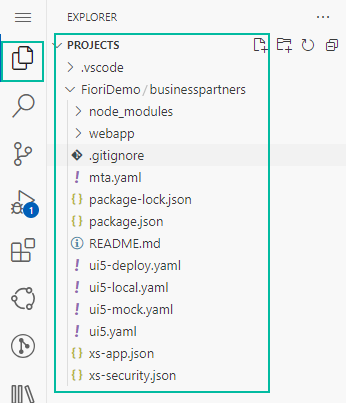 EXPLORER
PROJECTS
.vscode
FioriDemo / businesspartners
node_modules
webapp
.gitignore
! mta.yaml
{} package-lock.json
{} package.json
README.md
! ui5-deploy.yaml
! ui5-local.yaml
! ui5-mock.yaml
! ui5.yaml
{} xs-app.json
{} xs-security.json
1